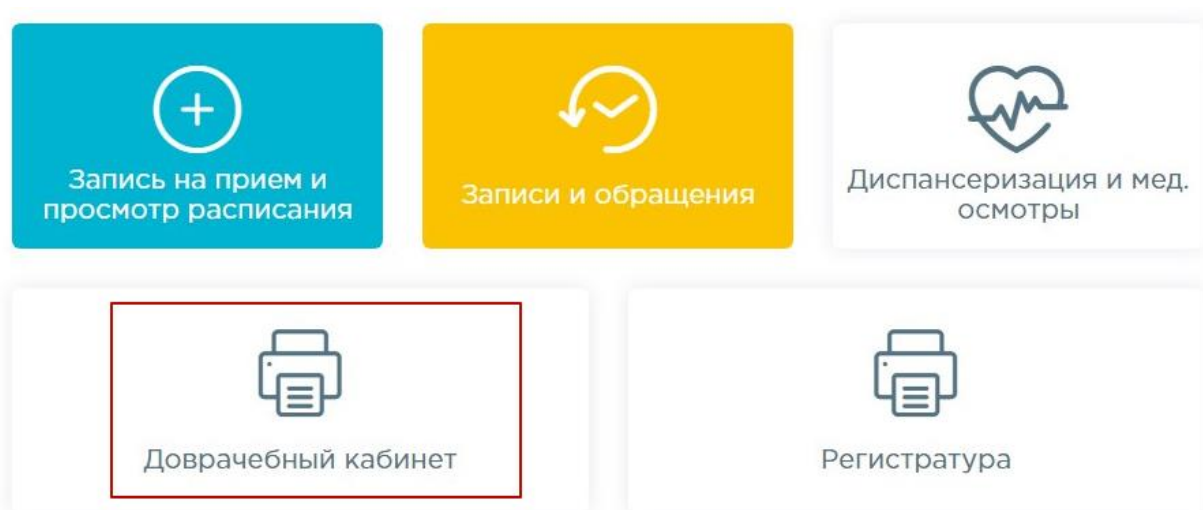 Запись на прием и
просмотр расписания
Записи и обращения
Диспансеризация и мед.
осмотры
Доврачебный кабинет
Регистратура